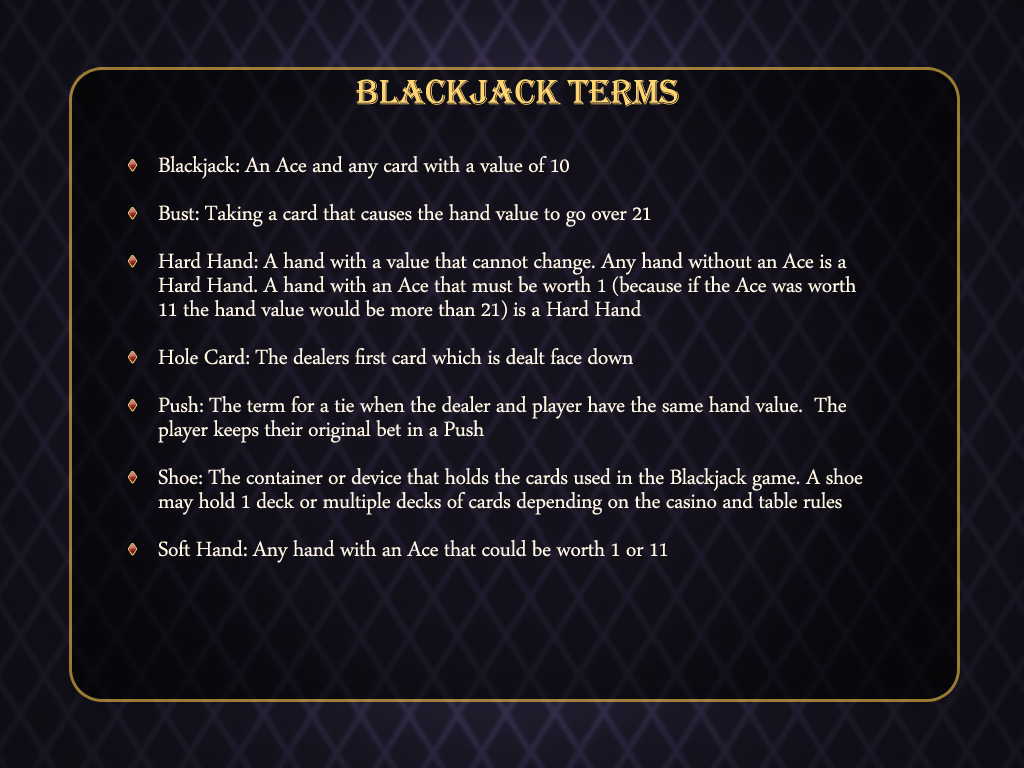 BLACKJACK TERMS
Blackjack: An Ace and any card with a value of 10
Bust: Taking a card that causes the hand value to go over 21
Hard Hand: A hand with a value that cannot change. Any hand without an Ace is a
Hard Hand. A hand with an Ace that must be worth 1 (because if the Ace was worth
11 the hand value would be more than 21) is a Hard Hand
Hole Card: The dealers first card which is dealt face down
Push: The term for a tie when the dealer and player have the same hand value.  The
player keeps their original bet in a Push
Shoe: The container or device that holds the cards used in the Blackjack game. A shoe
may hold 1 deck or multiple decks of cards depending on the casino and table rules
Soft Hand: Any hand with an Ace that could be worth 1 or 11